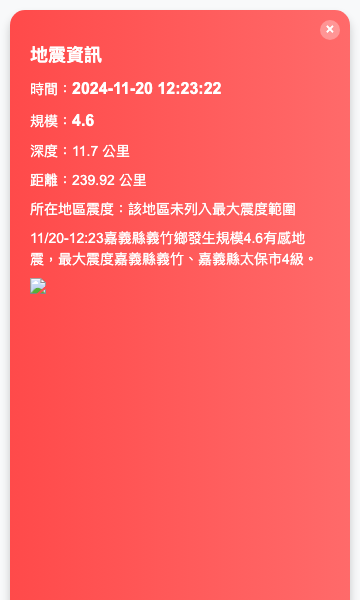 ×
地震資訊
時間：2024-11-20 12:23:22
規模：4.6
深度：11.7 公里
距離：239.92 公里
所在地區震度：該地區未列入最大震度範圍
11/20-12:23嘉義縣義竹鄉發生規模4.6有感地
震，最大震度嘉義縣義竹、嘉義縣太保市4級。